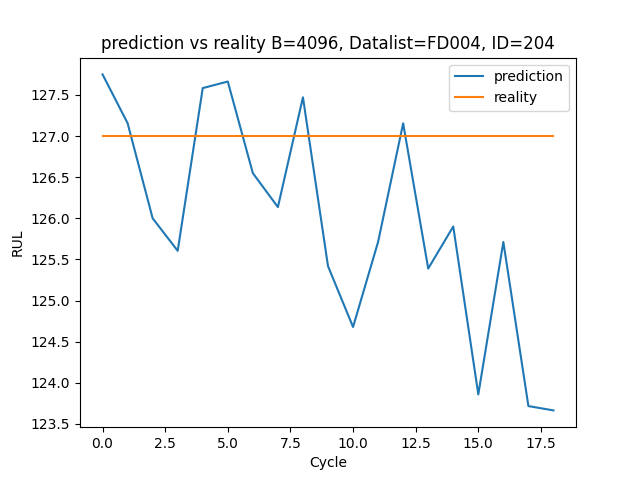 prediction vs reality B=4096, Datalist=FD004, ID=204
prediction
reality
127.5
127.0
126.5
126.0
125.5
125.0
124.5
124.0
123.5
RUL
0.0 2.5 5.0 7.5 10.0 12.5 15.0 17.5
Cycle